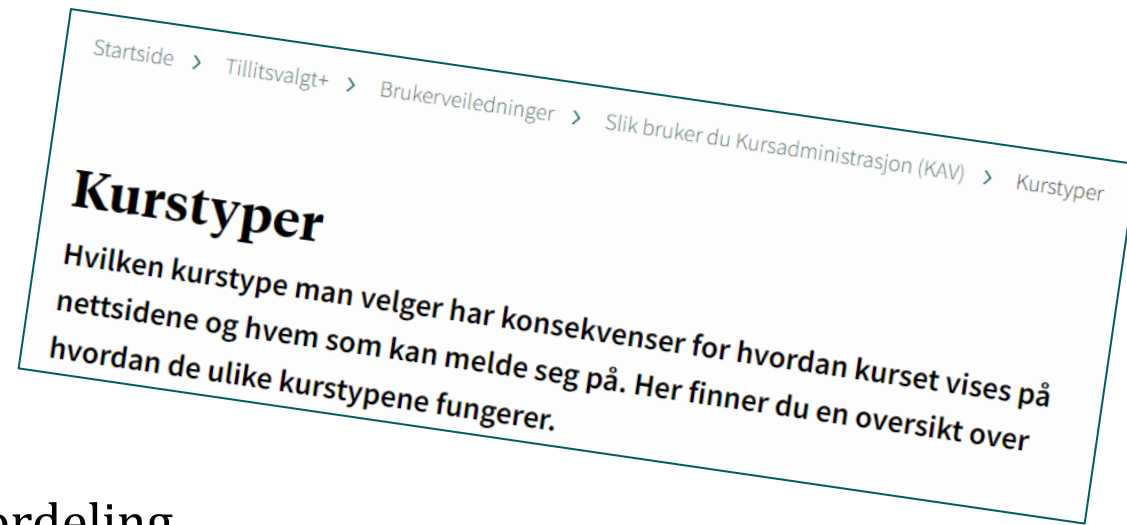 Startside > Tillitsvalgt+ > Brukerveiledninger > Slik bruker du Kursadministrasjon (KAV) > Kurstyper
Kurstyper
Hvilken kurstype man velger har konsekvenser for hvordan kurset vises på
nettsidene og hvem som kan melde seg på. Her finner du en oversikt over
hvordan de ulike kurstypene fungerer.